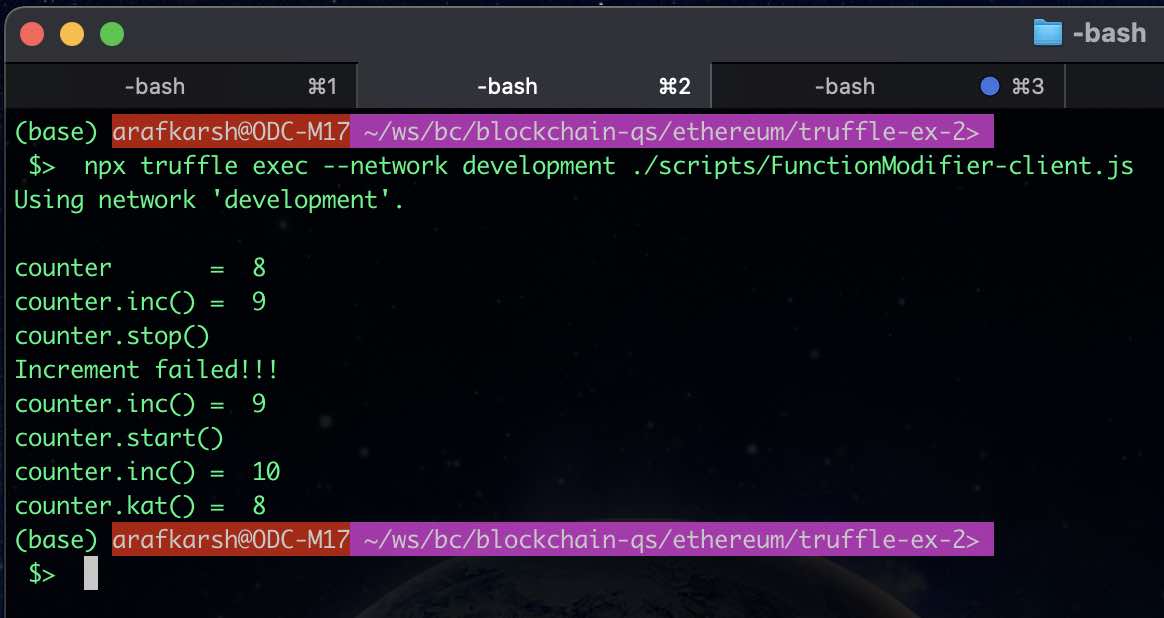 -bash
-bash ⌘1 -bash ⌘2 -bash ⌘3
(base) arafkarsh@ODC-M17 ~/ws/bc/blockchain-qs/ethereum/truffle-ex-2>
$>  npx truffle exec --network development ./scripts/FunctionModifier-client.js
Using network 'development'.
counter       =  8
counter.inc() =  9
counter.stop()
Increment failed!!!
counter.inc() =  9
counter.start()
counter.inc() =  10
counter.kat() =  8
(base) arafkarsh@ODC-M17 ~/ws/bc/blockchain-qs/ethereum/truffle-ex-2>
$>